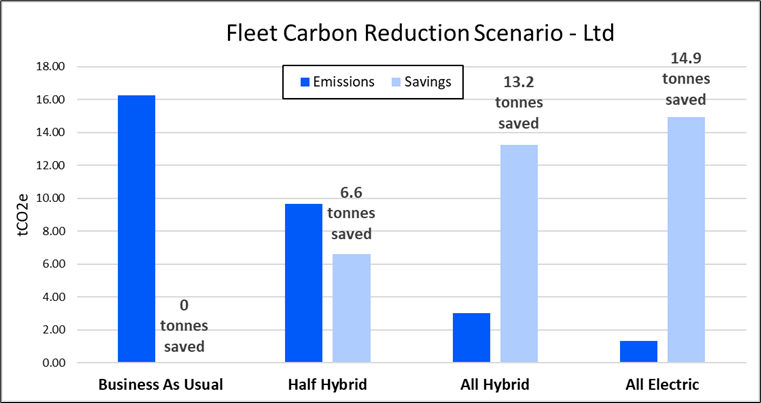 Fleet Carbon Reduction Scenario - Ltd
Emissions
Savings
tCO2e
18.00
16.00
14.00
12.00
10.00
8.00
6.00
4.00
2.00
0.00
0
tonnes
saved
6.6
tonnes
saved
13.2
tonnes
saved
14.9
tonnes
saved
Business As Usual
Half Hybrid
All Hybrid
All Electric